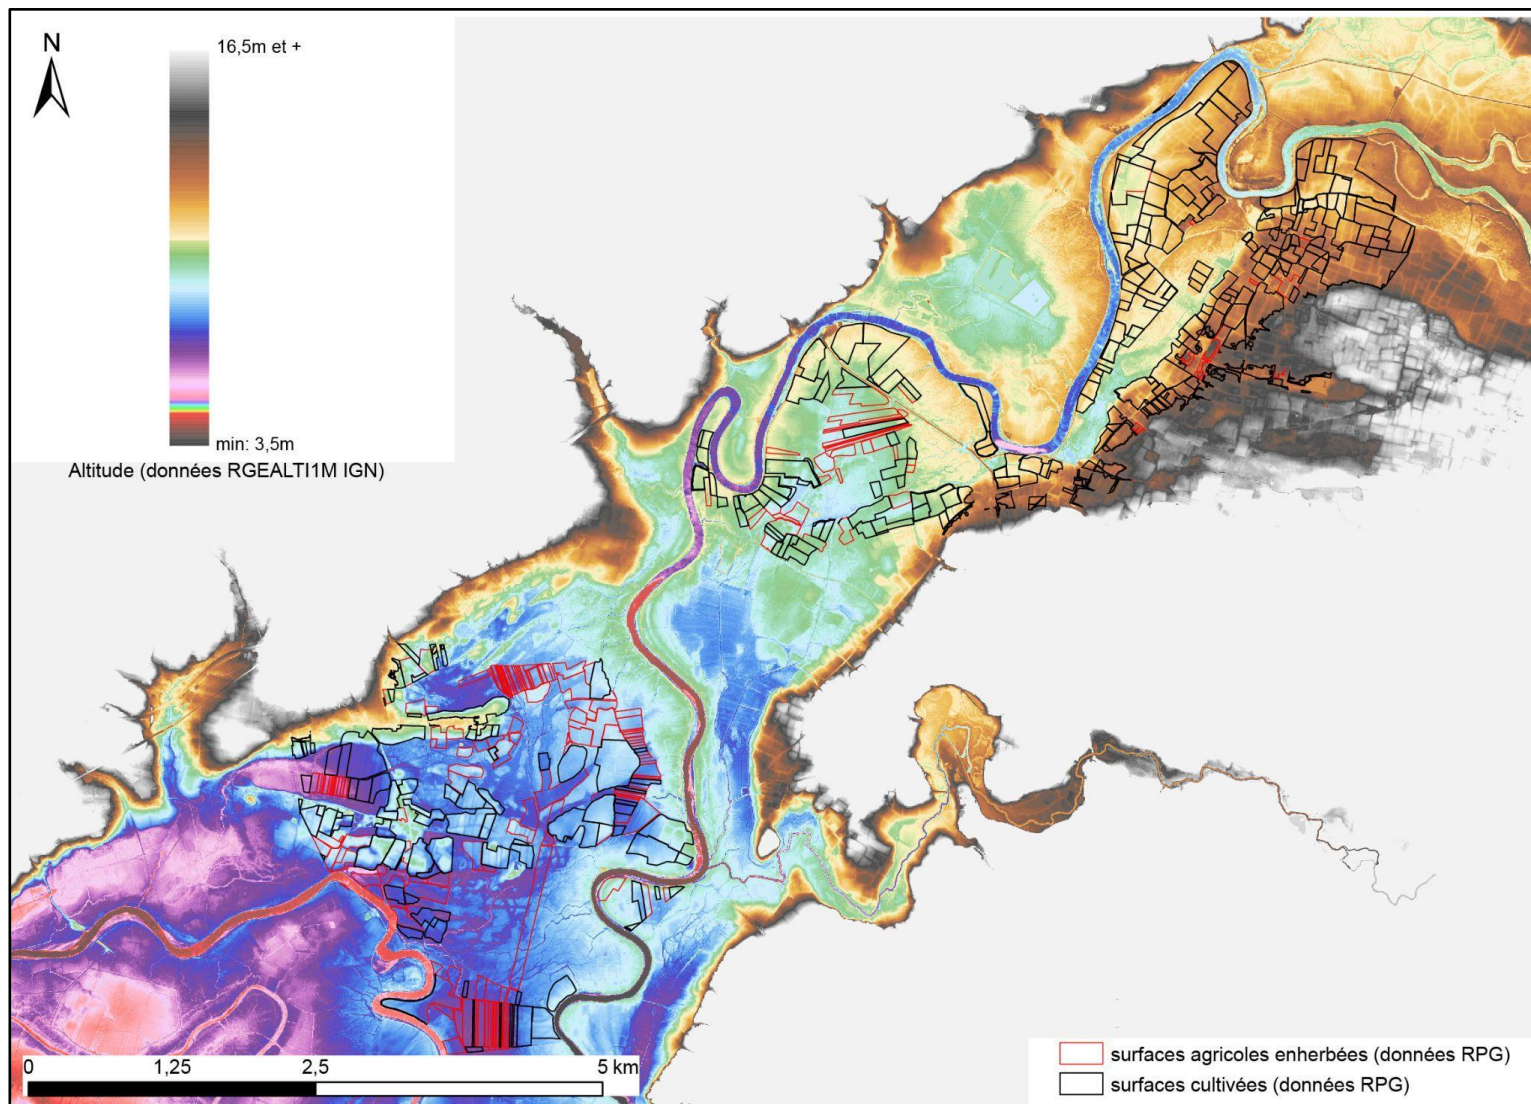 N
16,5m et +
min: 3,5m
Altitude (données RGEALTI1M IGN)
0 1,25 2,5 5 km
surfaces agricoles enherbées (données RPG)
surfaces cultivées (données RPG)